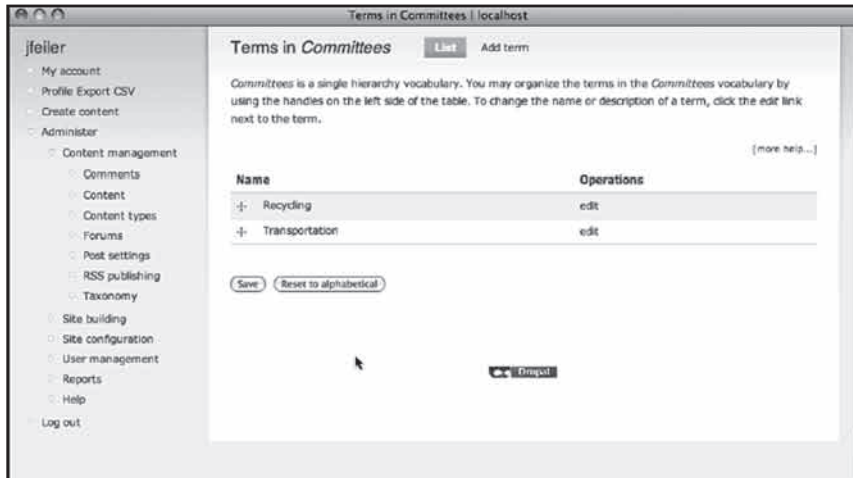 Terms in Committees | localhost
jfeiler
My account
Profile Export CSV
Create content
Administer
Content management
Comments
Content
Content types
Forums
Post settings
RSS publishing
Taxonomy
Site building
Site configuration
User management
Reports
Help
Log out
Terms in Committees
List
Add term
Committees is a single hierarchy vocabulary. You may organize the terms in the Committees vocabulary by
using the handles on the left side of the table. To change the name or description of a term, click the edit link
next to the term.
[more help...]
Name Operations
Recycling edit
Transportation edit
Save Reset to alphabetical
Drupal